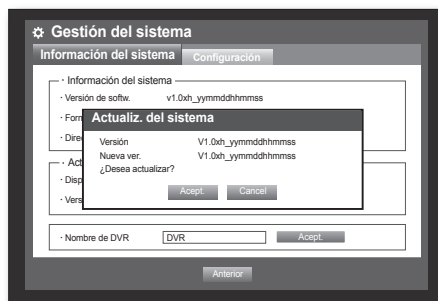 Gestión del sistema
Información del sistema
Configuración
· Información del sistema
· Versión de softw. v1.0xh_yymmddhhmmss
· Form
· Direc
Actualiz. del sistema
Versión V1.0xh_yymmddhhmmss
Nueva ver. V1.0xh_yymmddhhmmss
¿Desea actualizar?
Acept. Cancel
· Act
· Disp
· Vers
· Nombre de DVR DVR Acept.
Anterior